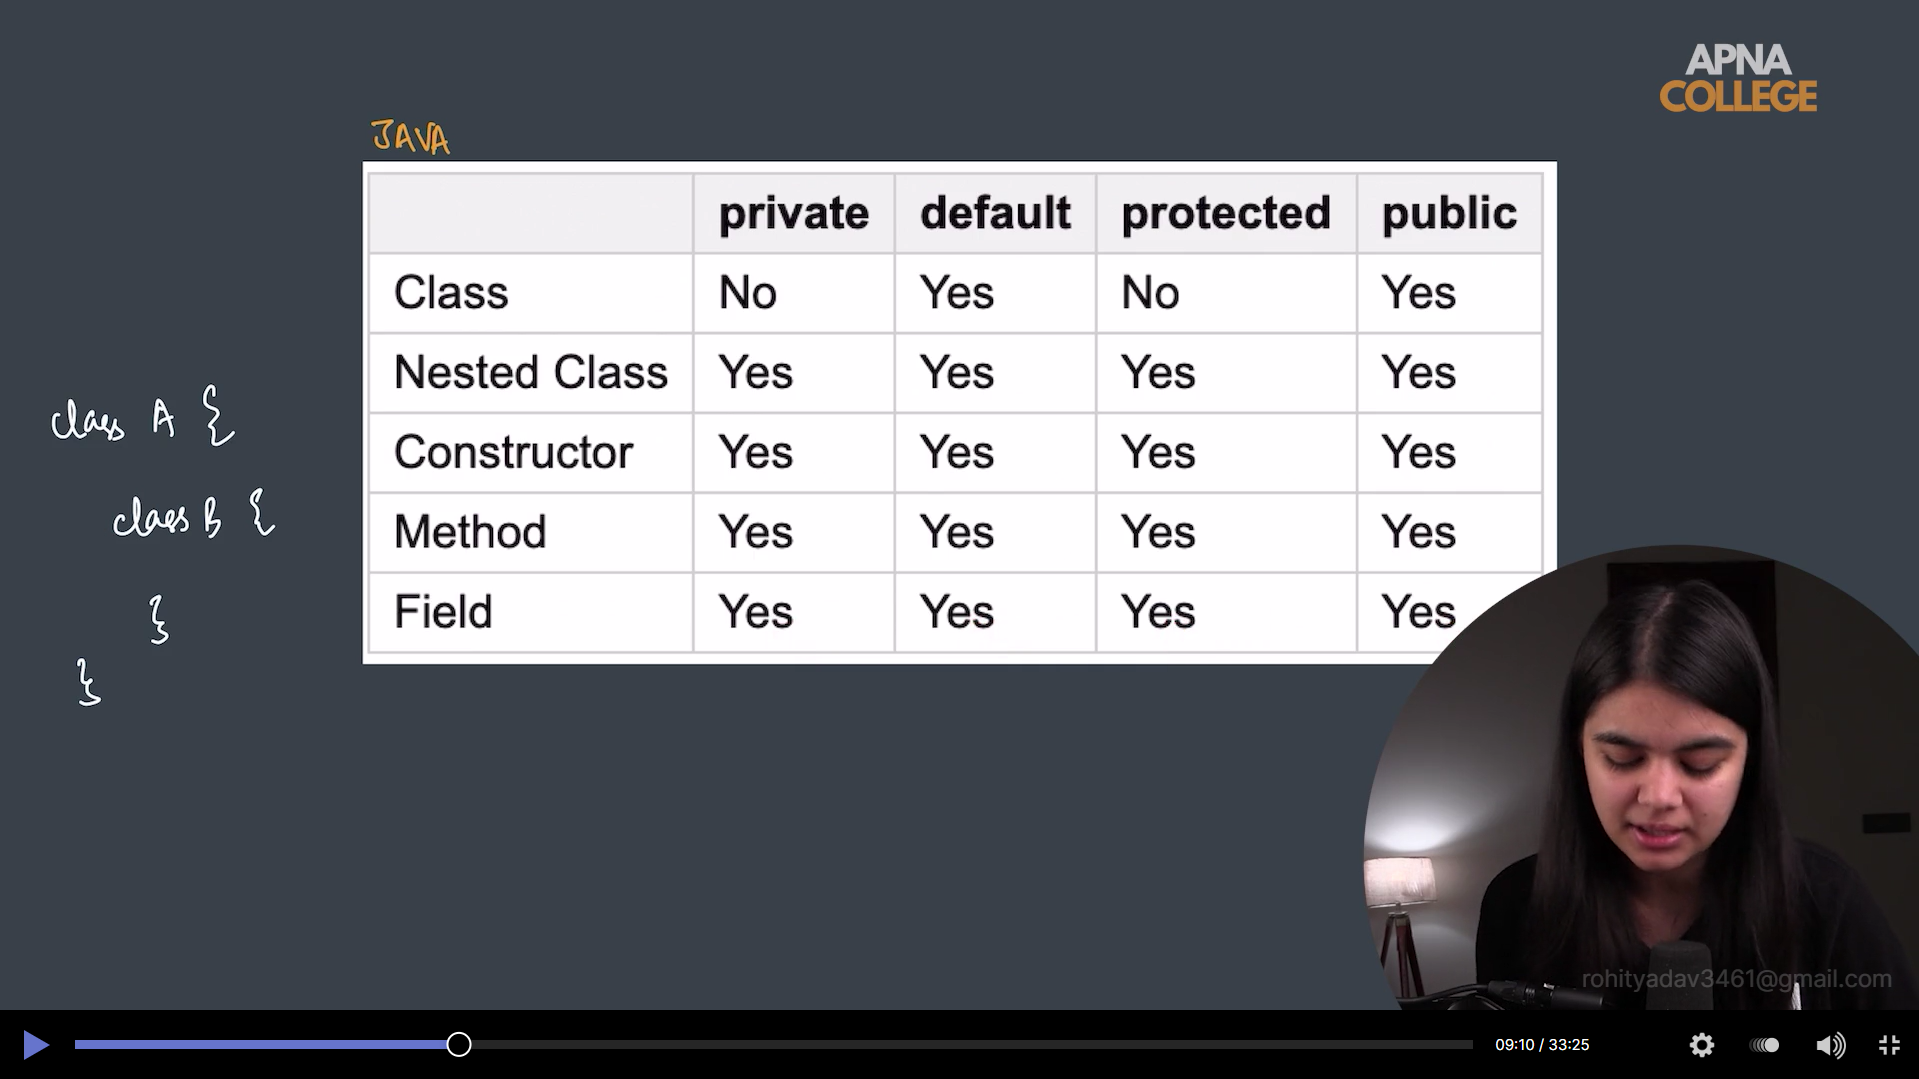 APNA
COLLEGE
JAVA
private default protected public
Class No Yes No Yes
Nested Class Yes Yes Yes Yes
Constructor Yes Yes Yes Yes
Method Yes Yes Yes Yes
Field Yes Yes Yes Yes
class A {
class B {
}
}
rohityadav3461@gmail.com
09:10 / 33:25